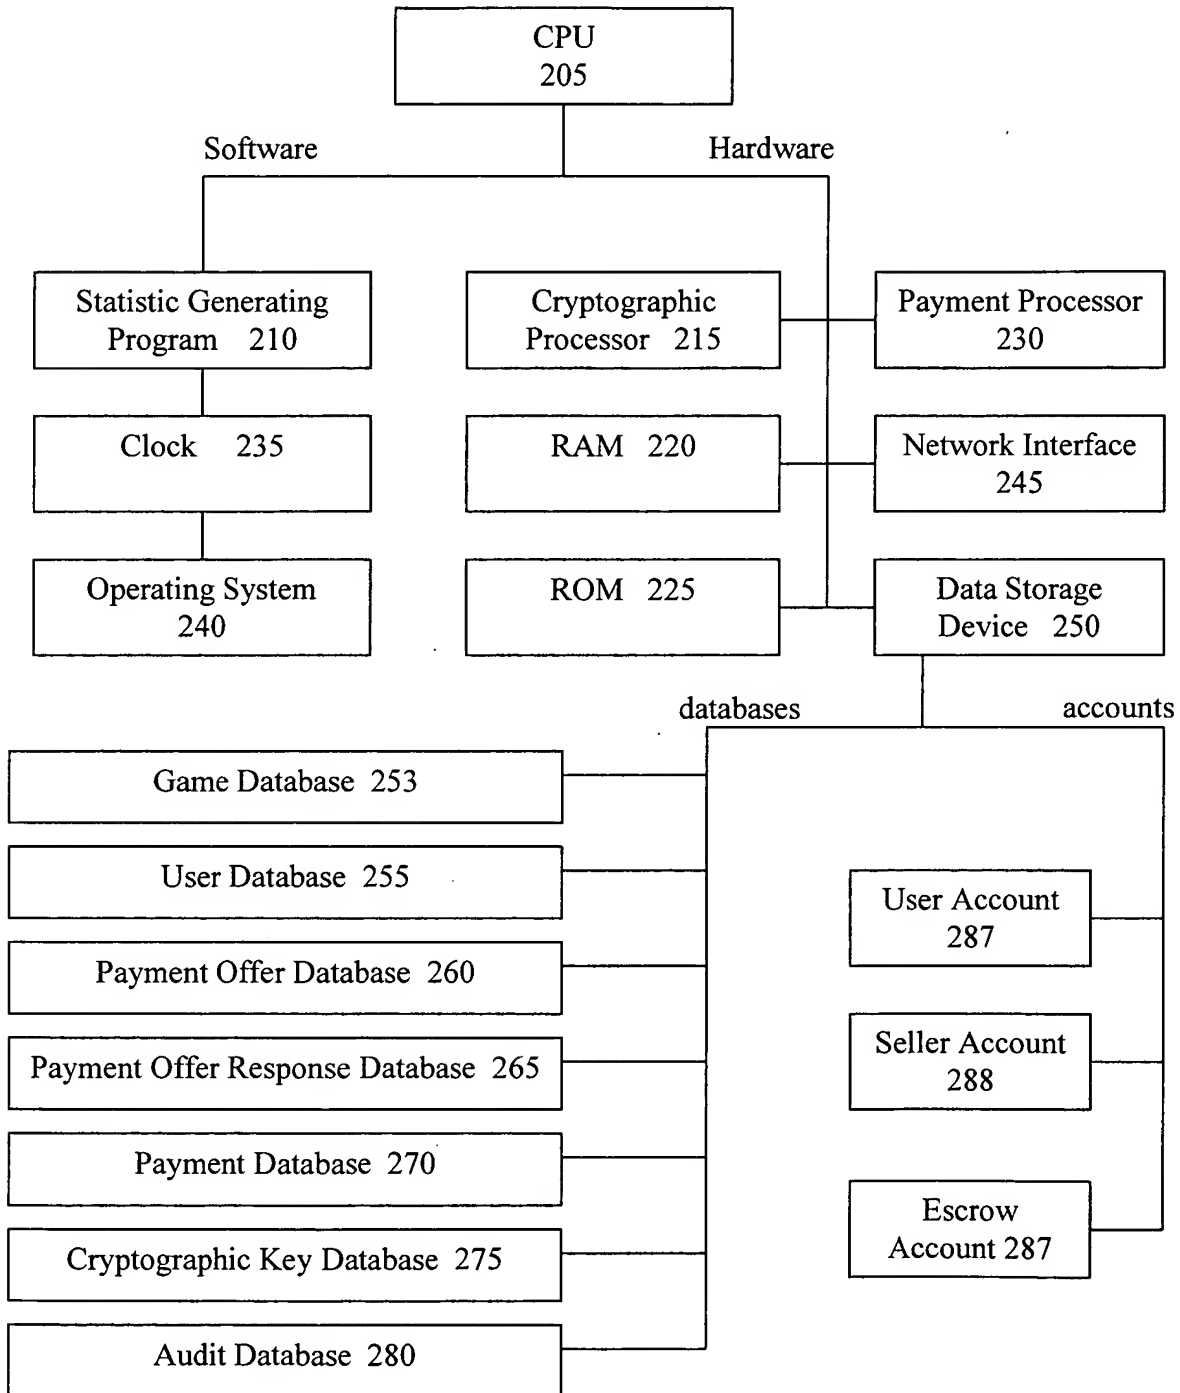 CPU
205
Software
Hardware
Statistic Generating
Program 210
Cryptographic
Processor 215
Payment Processor
230
Clock 235
RAM 220
Network Interface
245
Operating System
240
ROM 225
Data Storage
Device 250
databases
accounts
Game Database 253
User Database 255
Payment Offer Database 260
Payment Offer Response Database 265
Payment Database 270
Cryptographic Key Database 275
Audit Database 280
User Account
287
Seller Account
288
Escrow
Account 287